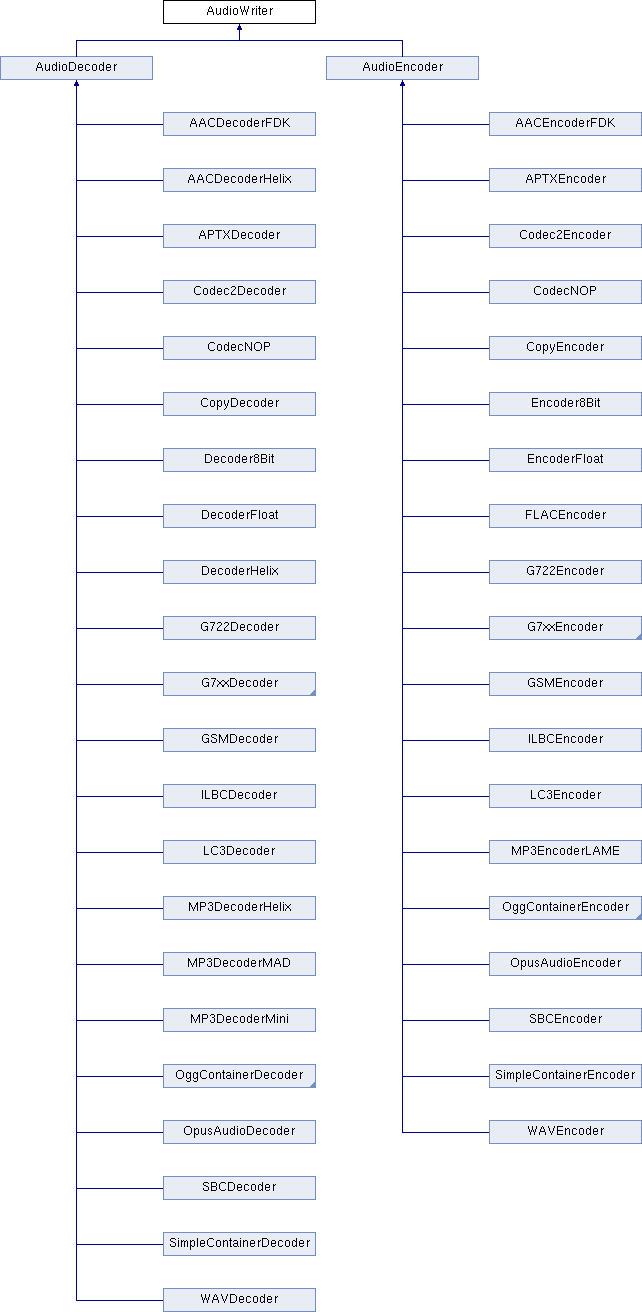 AudioWriter
AudioDecoder
AudioEncoder
AACDecoderFDK
AACEncoderFDK
AACDecoderHelix
APTXEncoder
APTXDecoder
Codec2Encoder
Codec2Decoder
CodecNOP
CodecNOP
CopyEncoder
CopyDecoder
Encoder8Bit
Decoder8Bit
EncoderFloat
DecoderFloat
FLACEncoder
DecoderHelix
G722Encoder
G722Decoder
G7xxEncoder
G7xxDecoder
GSMEncoder
GSMDecoder
ILBCEncoder
ILBCDecoder
LC3Encoder
LC3Decoder
MP3EncoderLAME
MP3DecoderHelix
OggContainerEncoder
MP3DecoderMAD
OpusAudioEncoder
MP3DecoderMini
SBCEncoder
OggContainerDecoder
SimpleContainerEncoder
OpusAudioDecoder
WAVEncoder
SBCDecoder
SimpleContainerDecoder
WAVDecoder